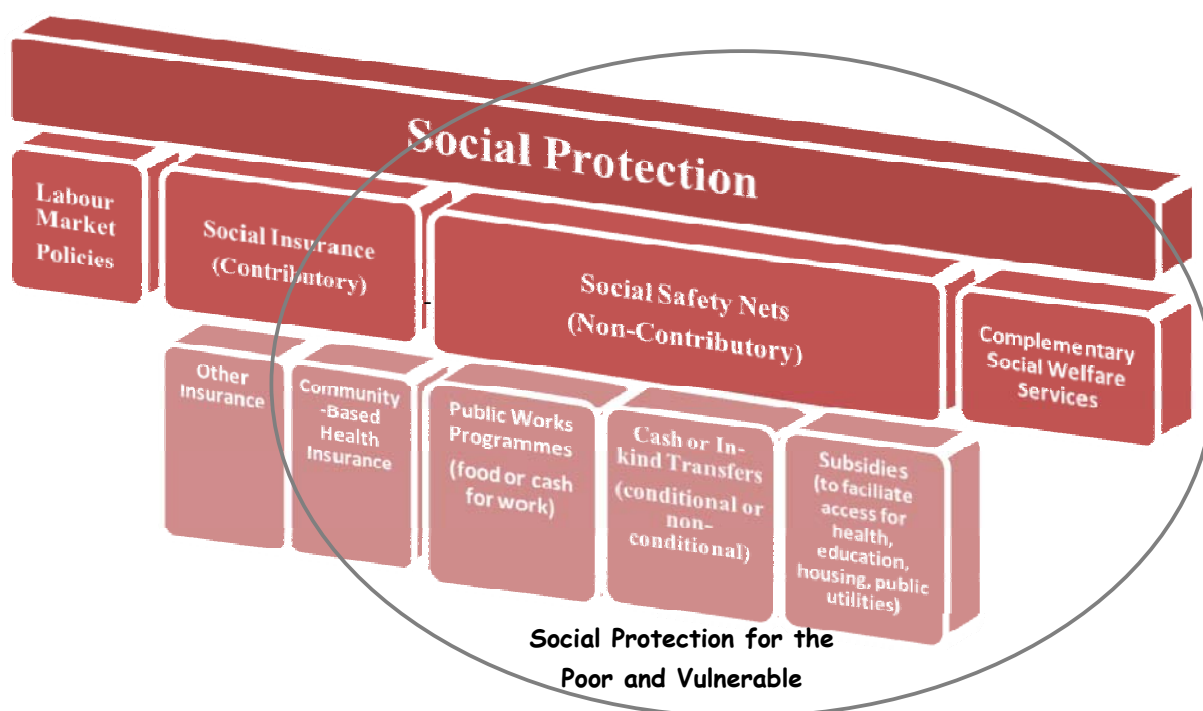 Social Protection
Labour
Market
Policies
Social Insurance
(Contributory)
Social Safety Nets
(Non-Contributory)
Complementary
Social Welfare
Services
Other
Insurance
Community
-Based
Health
Insurance
Public Works
Programmes
(food or cash
for work)
Cash or In-
kind Transfers
(conditional or
non-
conditional)
Subsidies
(to faciliate
access for
health,
education,
housing, public
utilities)
Social Protection for the
Poor and Vulnerable